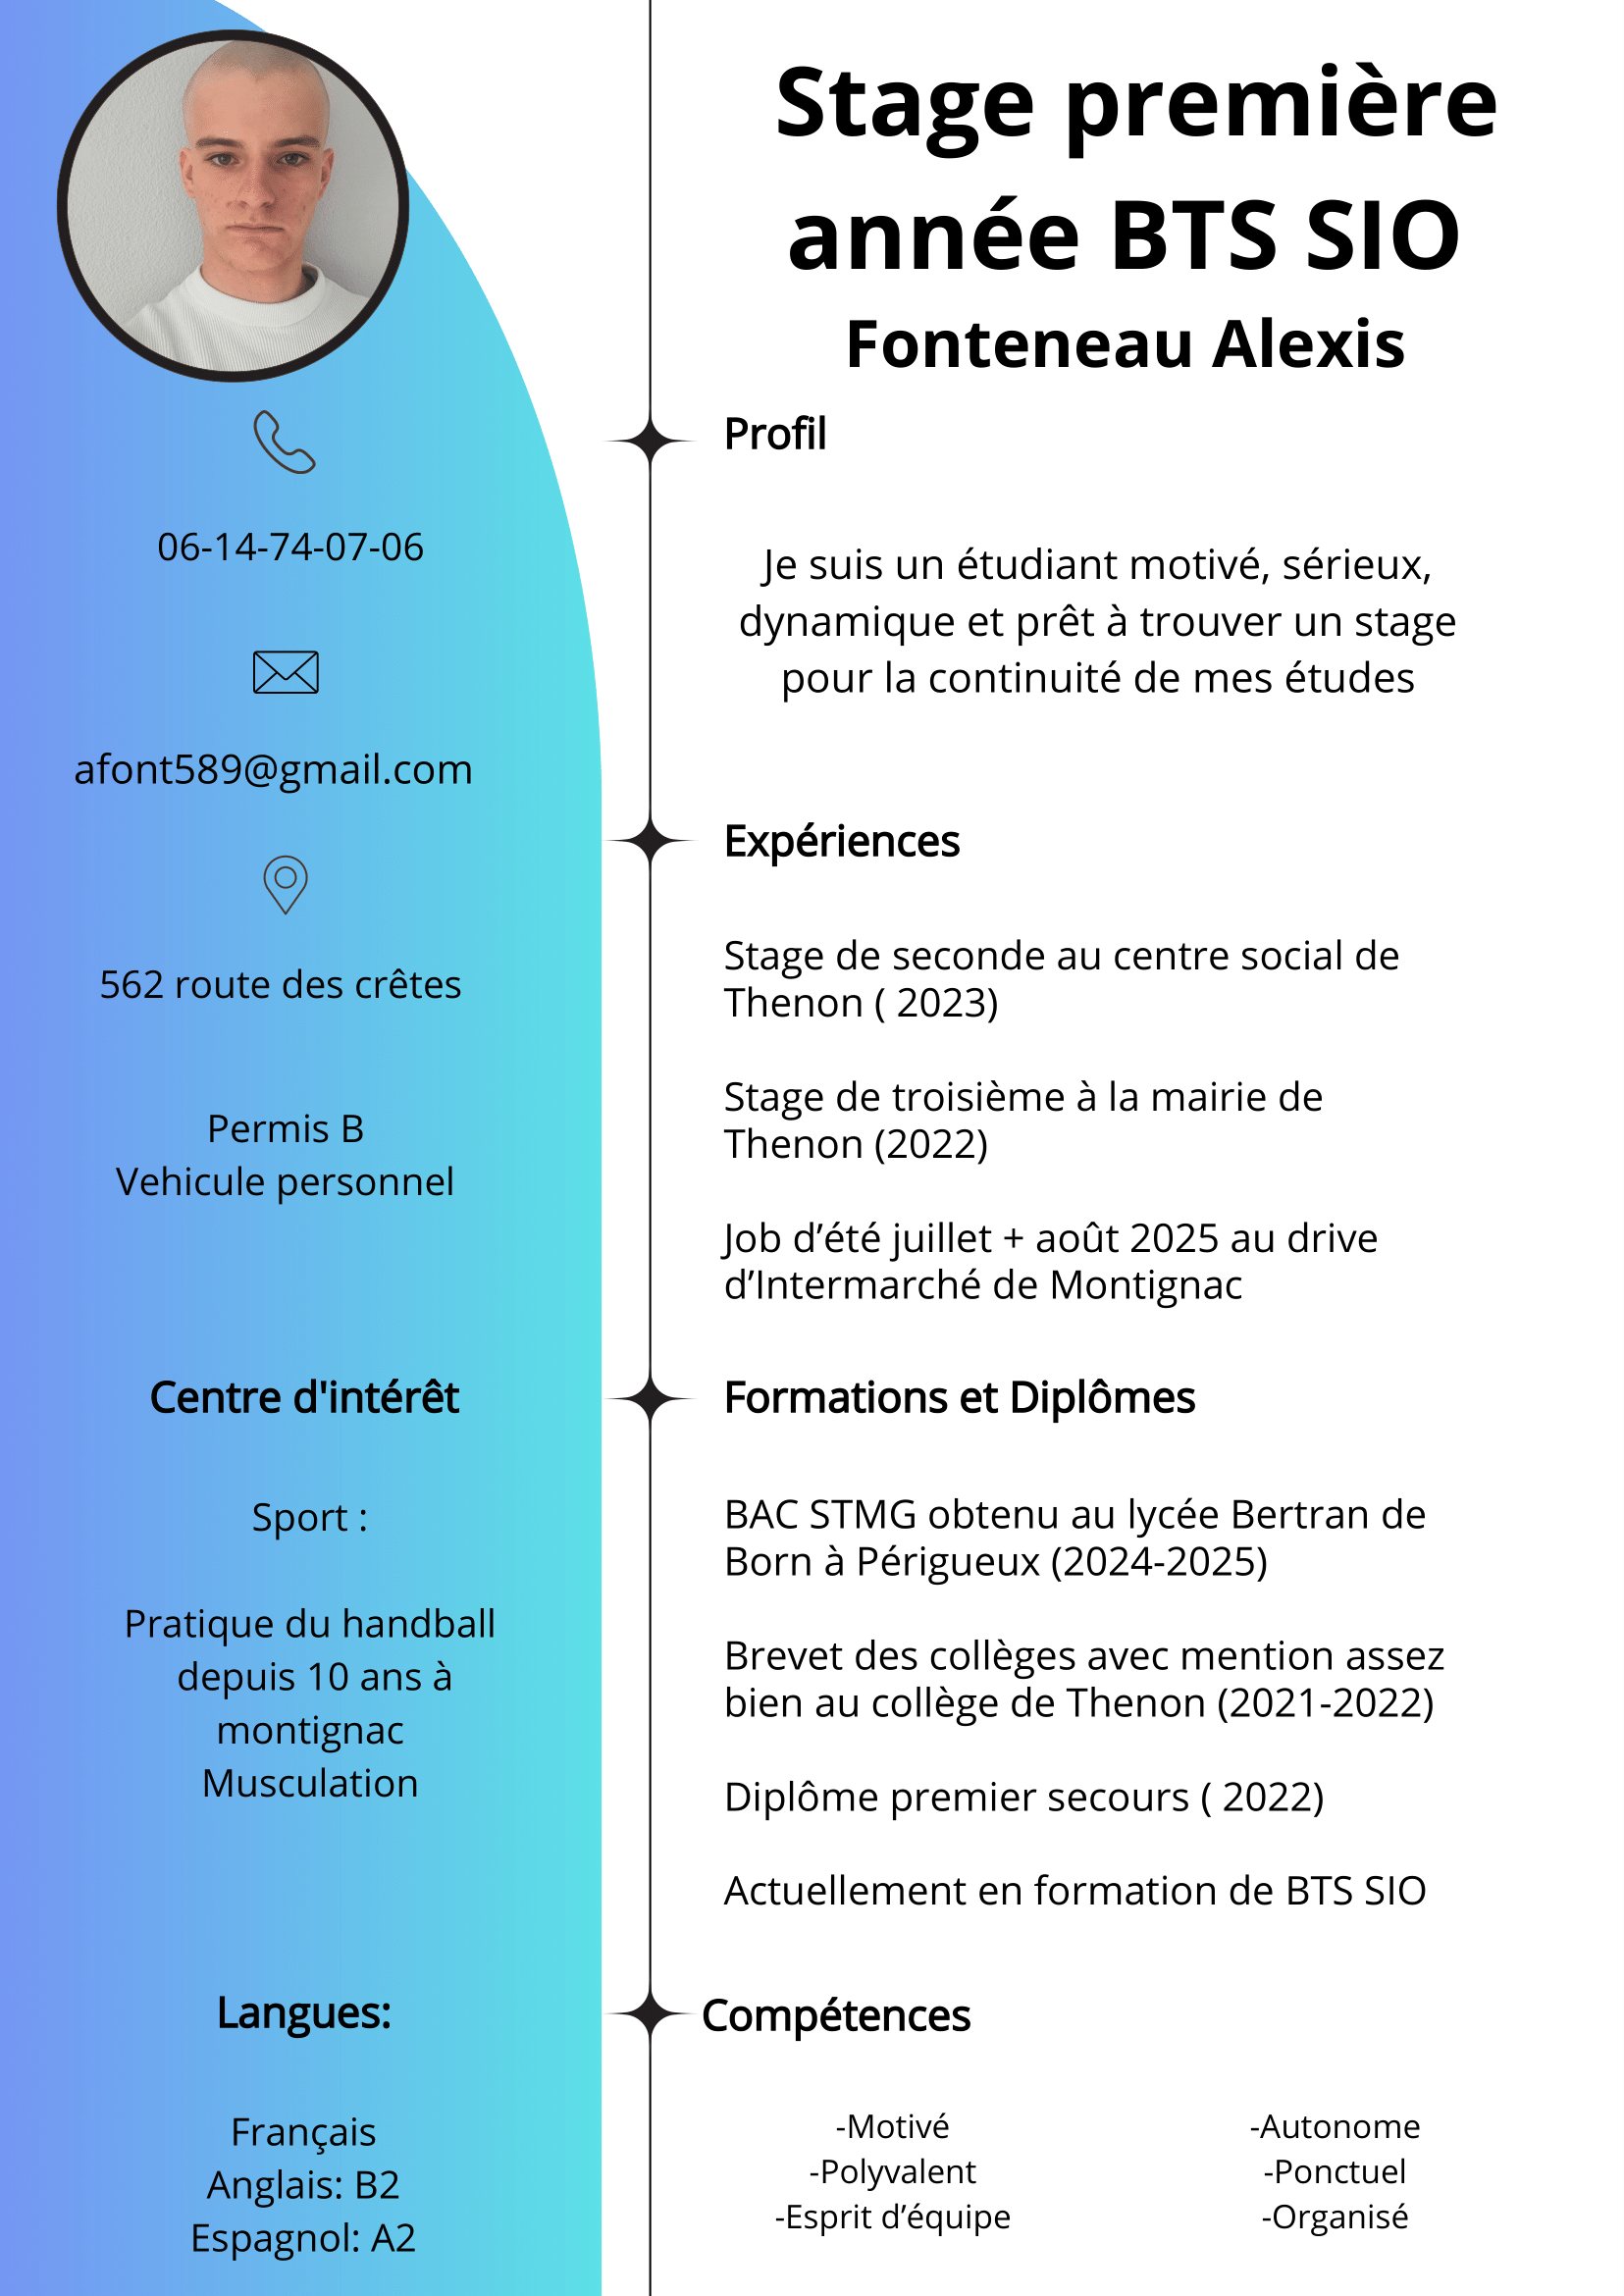 Stage première
année BTS SIO
Fonteneau Alexis
06-14-74-07-06
afont589@gmail.com
562 route des crêtes
Permis B
Vehicule personnel
Centre d'intérêt
Sport :
Pratique du handball
depuis 10 ans à
montignac
Musculation
Langues:
Français
Anglais: B2
Espagnol: A2
Profil
Je suis un étudiant motivé, sérieux,
dynamique et prêt à trouver un stage
pour la continuité de mes études
Expériences
Stage de seconde au centre social de
Thenon ( 2023)
Stage de troisième à la mairie de
Thenon (2022)
Job d’été juillet + août 2025 au drive
d’Intermarché de Montignac
Formations et Diplômes
BAC STMG obtenu au lycée Bertran de
Born à Périgueux (2024-2025)
Brevet des collèges avec mention assez
bien au collège de Thenon (2021-2022)
Diplôme premier secours ( 2022)
Actuellement en formation de BTS SIO
Compétences
-Motivé
-Polyvalent
-Esprit d’équipe
-Autonome
-Ponctuel
-Organisé